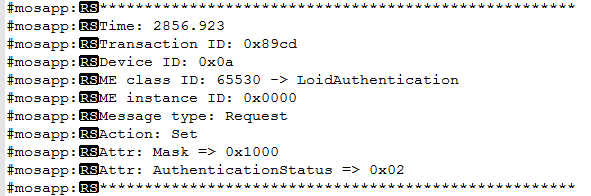 #mosapp:RS*****************************************************
#mosapp:RSTime: 2856.923
#mosapp:RSTransaction ID: 0x89cd
#mosapp:RSDevice ID: 0x0a
#mosapp:RSME class ID: 65530 -> LoidAuthentication
#mosapp:RSME instance ID: 0x0000
#mosapp:RSMessage type: Request
#mosapp:RSAction: Set
#mosapp:RSAttr: Mask => 0x1000
#mosapp:RSAttr: AuthenticationStatus => 0x02
#mosapp:RS*****************************************************